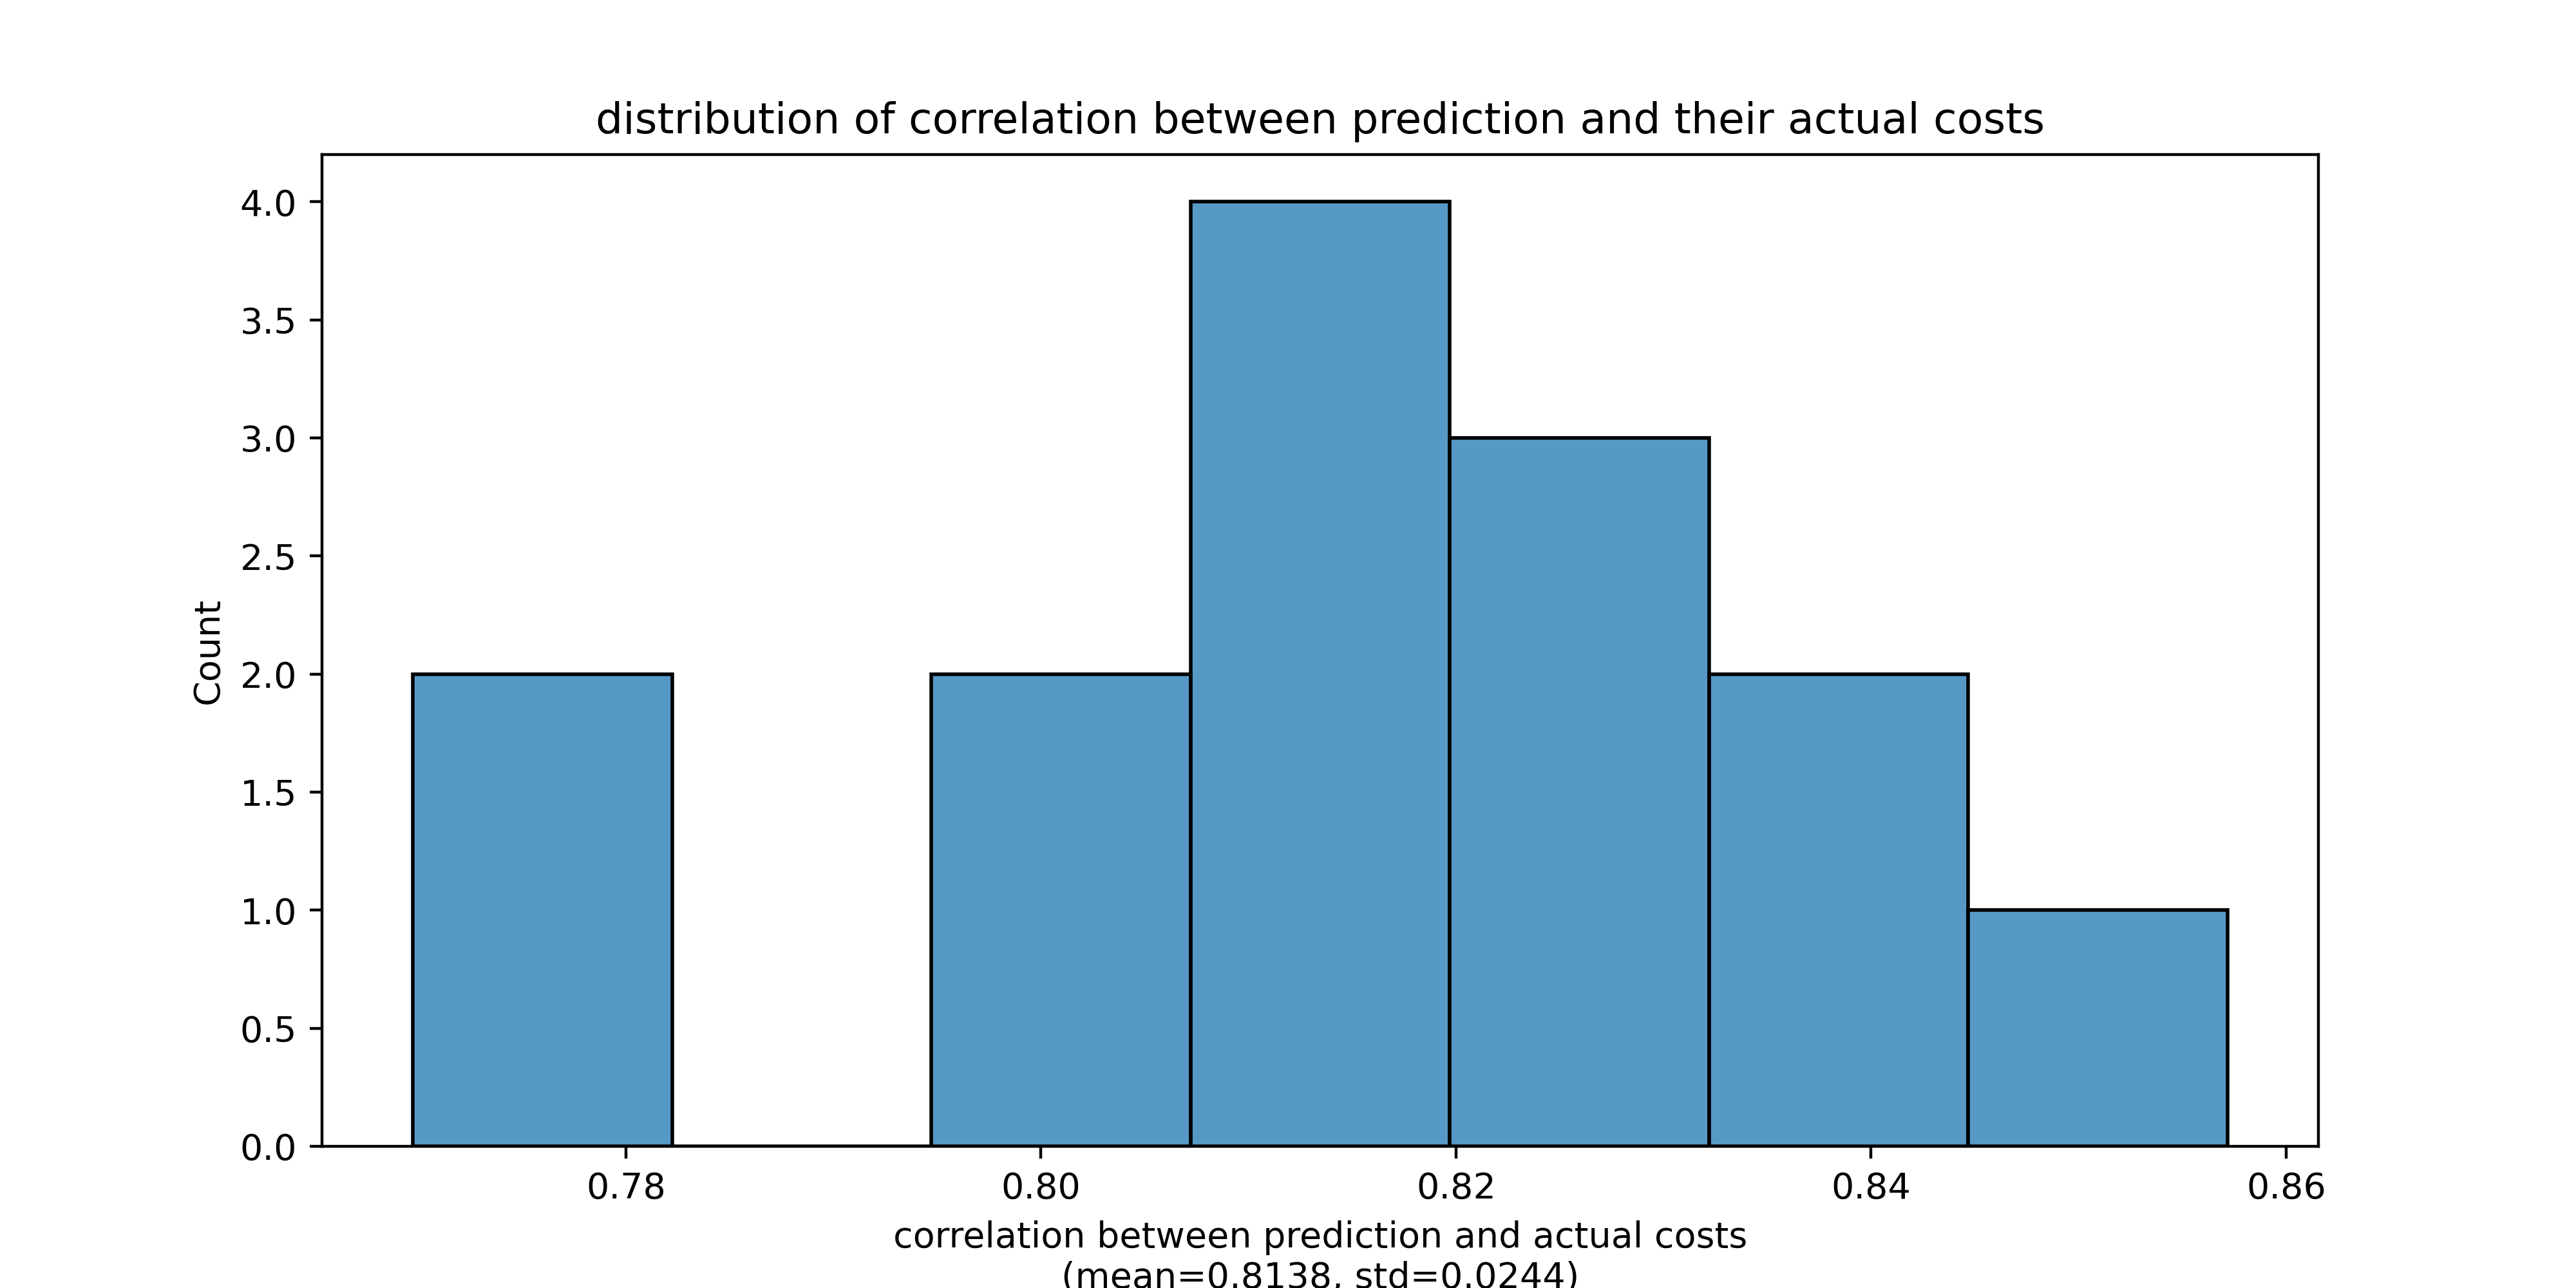 distribution of correlation between prediction and their actual costs
4.0
3.5
3.0
2.5
2.0
1.5
1.0
0.5
0.0
Count
0.78 0.80 0.82 0.84 0.86
correlation between prediction and actual costs
(mean=0.8138, std=0.0244)